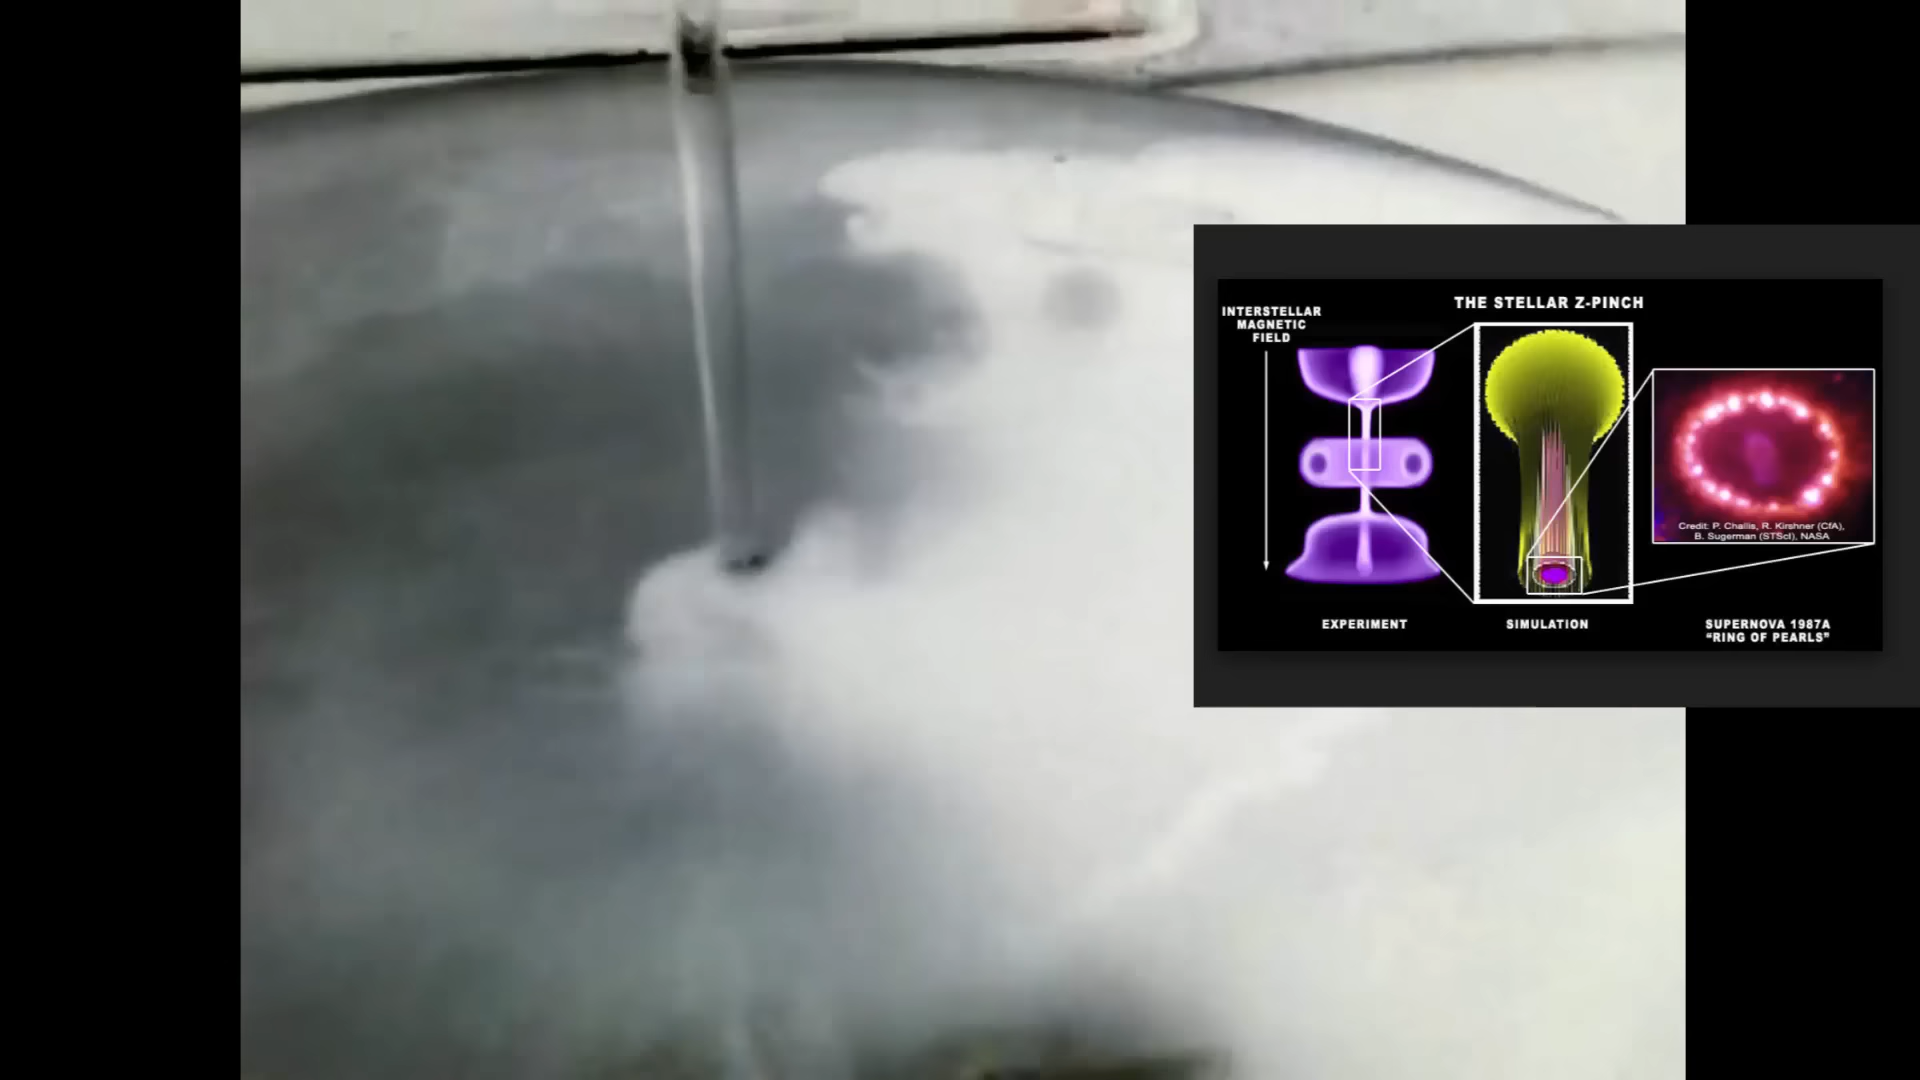 THE STELLAR Z-PINCH
INTERSTELLAR
MAGNETIC
FIELD
Credit: P. Challis, R. Kirshner (CfA),
B. Sugerman (STScI), NASA
EXPERIMENT
SIMULATION
SUPERNOVA 1987A
"RING OF PEARLS"